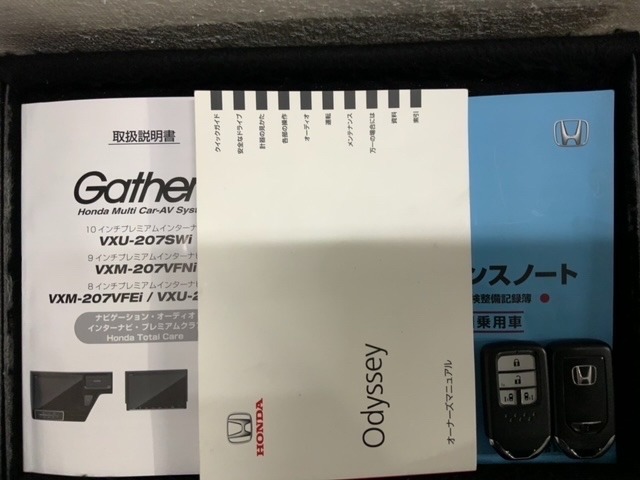 取扱説明書
Gather
Honda Multi Car-AV Sys
10 インチプレミアムインターナ
VXU-207SWi
9 インチプレミアムインターナ
VXM-207VFNi
8 インチプレミアムインターナ
VXM-207VFEi / VXU-2
ナビゲーション・オーディオ
インターナビ・プレミアムクラブ
Honda Total Care
クイックガイド
安全なドライブ
計器の見かた
各部の操作
オーディオ
運転
メンテナンス
万一の場合には
資料
索引
HONDA
Odyssey
オーナーズマニュアル
ンスノート
検整備記録簿
乗用車